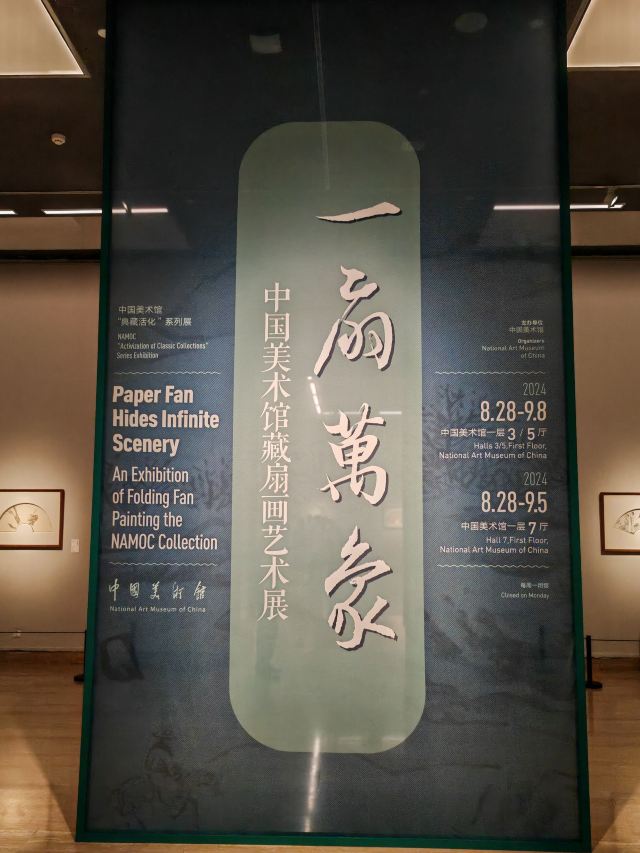 一扇萬象
中国美术馆藏扇画艺术展
中国美术馆
“典藏活化”系列展
NAMOC
"Activization of Classic Collections"
Series Exhibition
Paper Fan
Hides Infinite
Scenery
An Exhibition
of Folding Fan
Painting the
NAMOC Collection
中国美術館
National Art Museum of China
主办单位
中国美术馆
Organizers
National Art Museum
of China
2024
8.28-9.8
中国美术馆一层 3 / 5 厅
Halls 3/5,First Floor,
National Art Museum of China
2024
8.28-9.5
中国美术馆一层 7 厅
Hall 7,First Floor,
National Art Museum of China
每周一闭馆
Closed on Monday